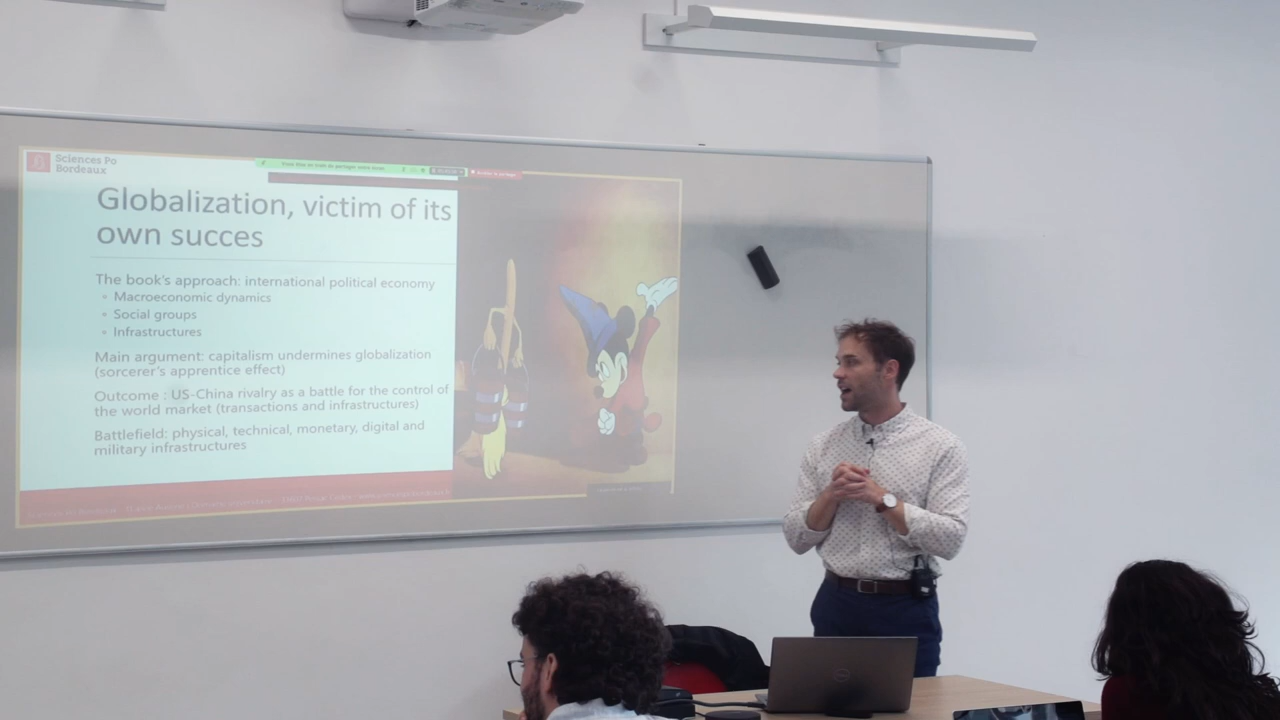 Sciences Po
Bordeaux
Globalization, victim of its
own succes
The book's approach: international political economy
Macroeconomic dynamics
Social groups
Infrastructures
Main argument: capitalism undermines globalization
(sorcerer's apprentice effect)
Outcome : US-China rivalry as a battle for the control of
the world market (transactions and infrastructures)
Battlefield: physical, technical, monetary, digital and
military infrastructures